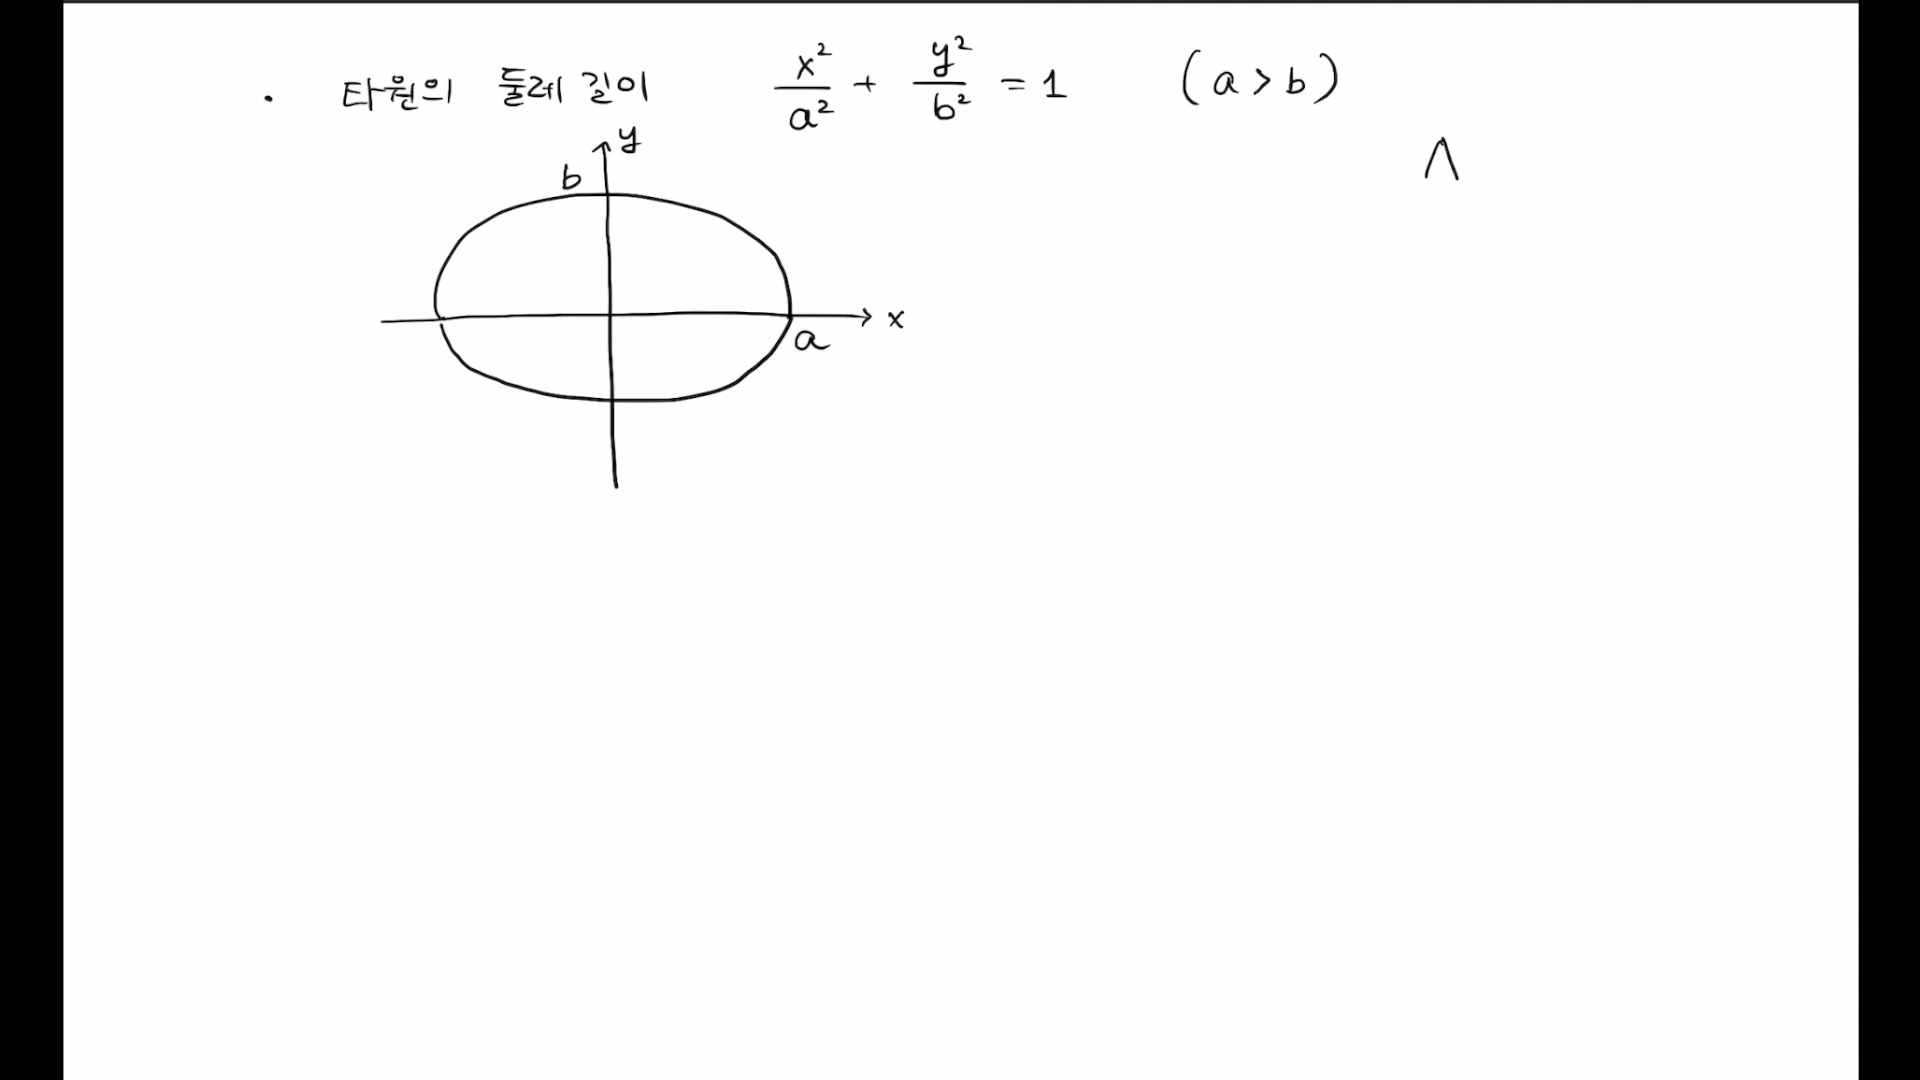 · 타원의 둘레 길이 x²/a² + y²/b² = 1 (a > b)
y
b
x
a